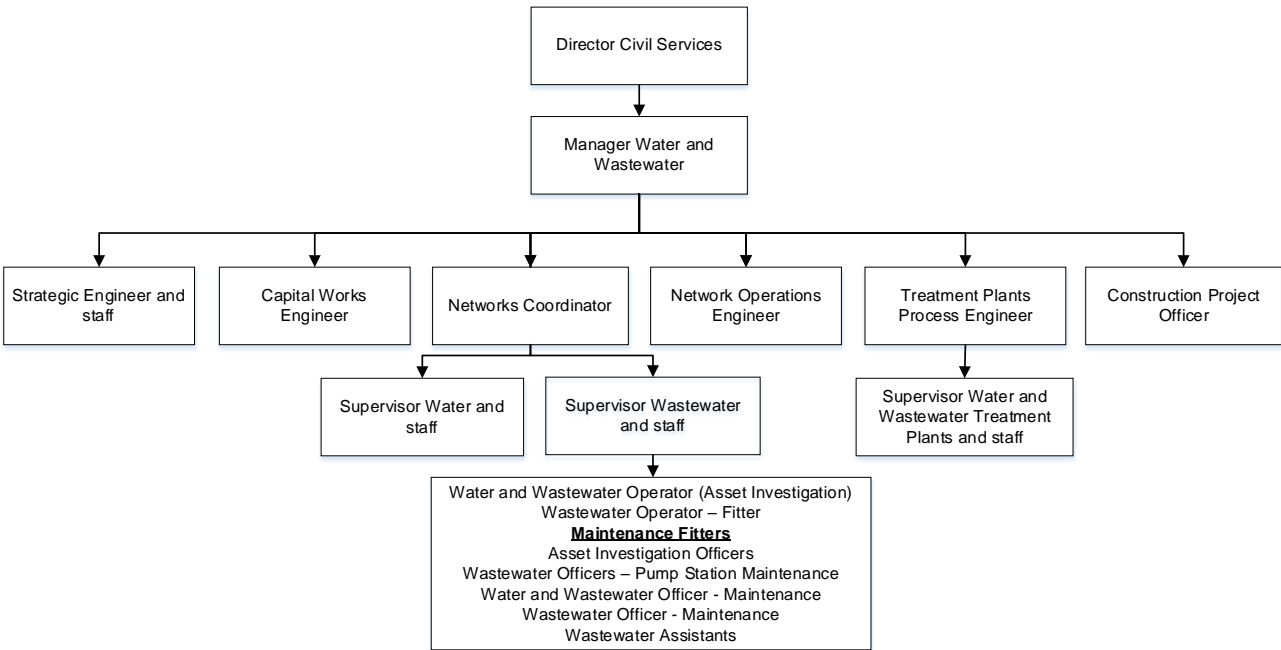 Director Civil Services
Manager Water and
Wastewater
Strategic Engineer and
staff
Capital Works
Engineer
Networks Coordinator
Network Operations
Engineer
Treatment Plants
Process Engineer
Construction Project
Officer
Supervisor Water and
staff
Supervisor Wastewater
and staff
Supervisor Water and
Wastewater Treatment
Plants and staff
Water and Wastewater Operator (Asset Investigation)
Wastewater Operator – Fitter
Maintenance Fitters
Asset Investigation Officers
Wastewater Officers – Pump Station Maintenance
Water and Wastewater Officer - Maintenance
Wastewater Officer - Maintenance
Wastewater Assistants